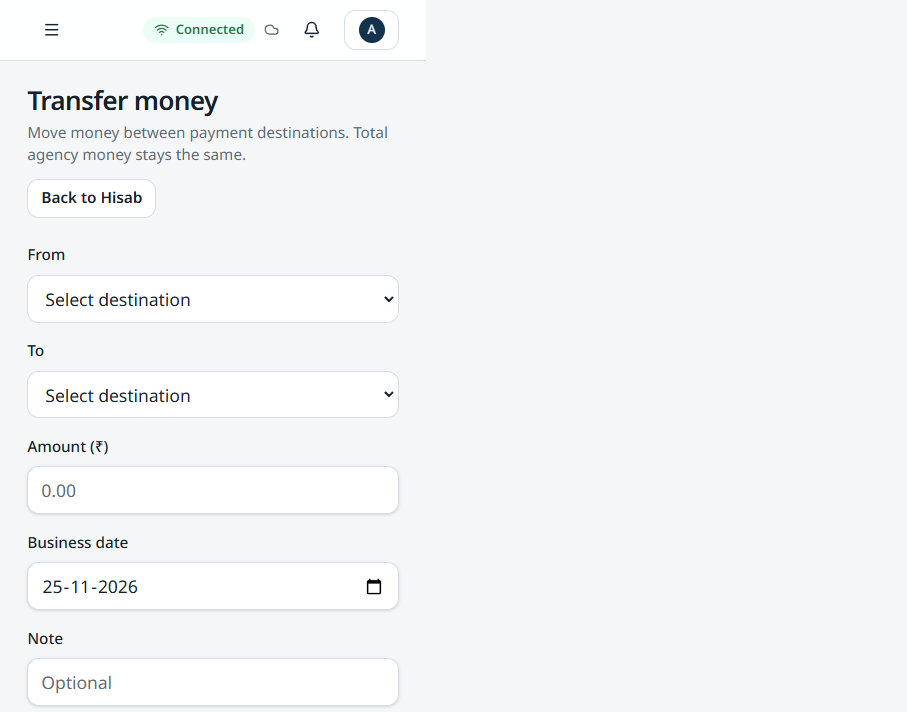 Connected
A
Transfer money
Move money between payment destinations. Total
agency money stays the same.
Back to Hisab
From
Select destination
To
Select destination
Amount (₹)
0.00
Business date
25-11-2026
Note
Optional